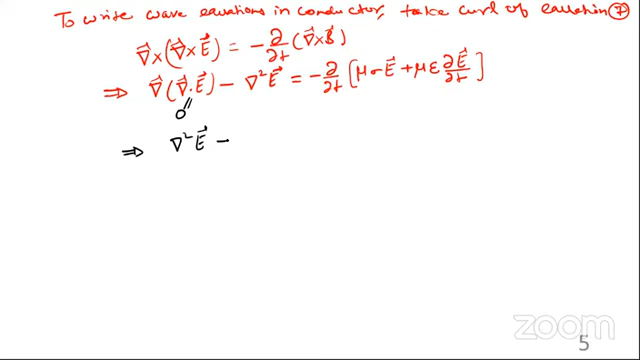 To write wave equations in conductor, take curl of equation ⑦
∇⃗×(∇⃗×E⃗) = -∂/∂t (∇⃗×B⃗)
⇒ ∇⃗(∇⃗.E⃗) - ∇²E⃗ = -∂/∂t [μσE⃗ + με ∂E⃗/∂t]
0
⇒ ∇²E⃗ -
zoom
5